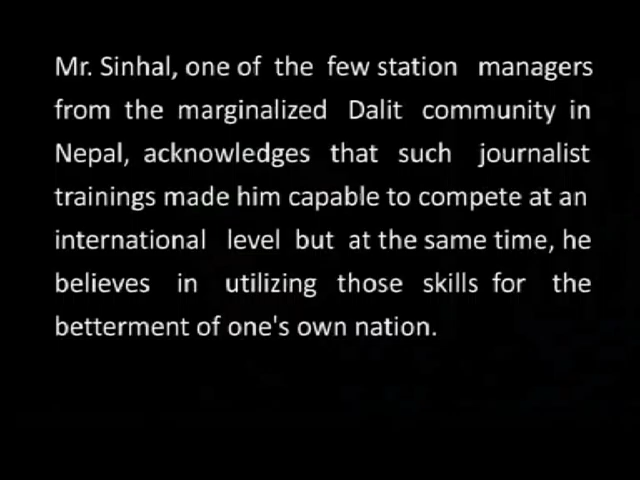 Mr. Sinhal, one of the few station managers
from the marginalized Dalit community in
Nepal, acknowledges that such journalist
trainings made him capable to compete at an
international level but at the same time, he
believes in utilizing those skills for the
betterment of one's own nation.